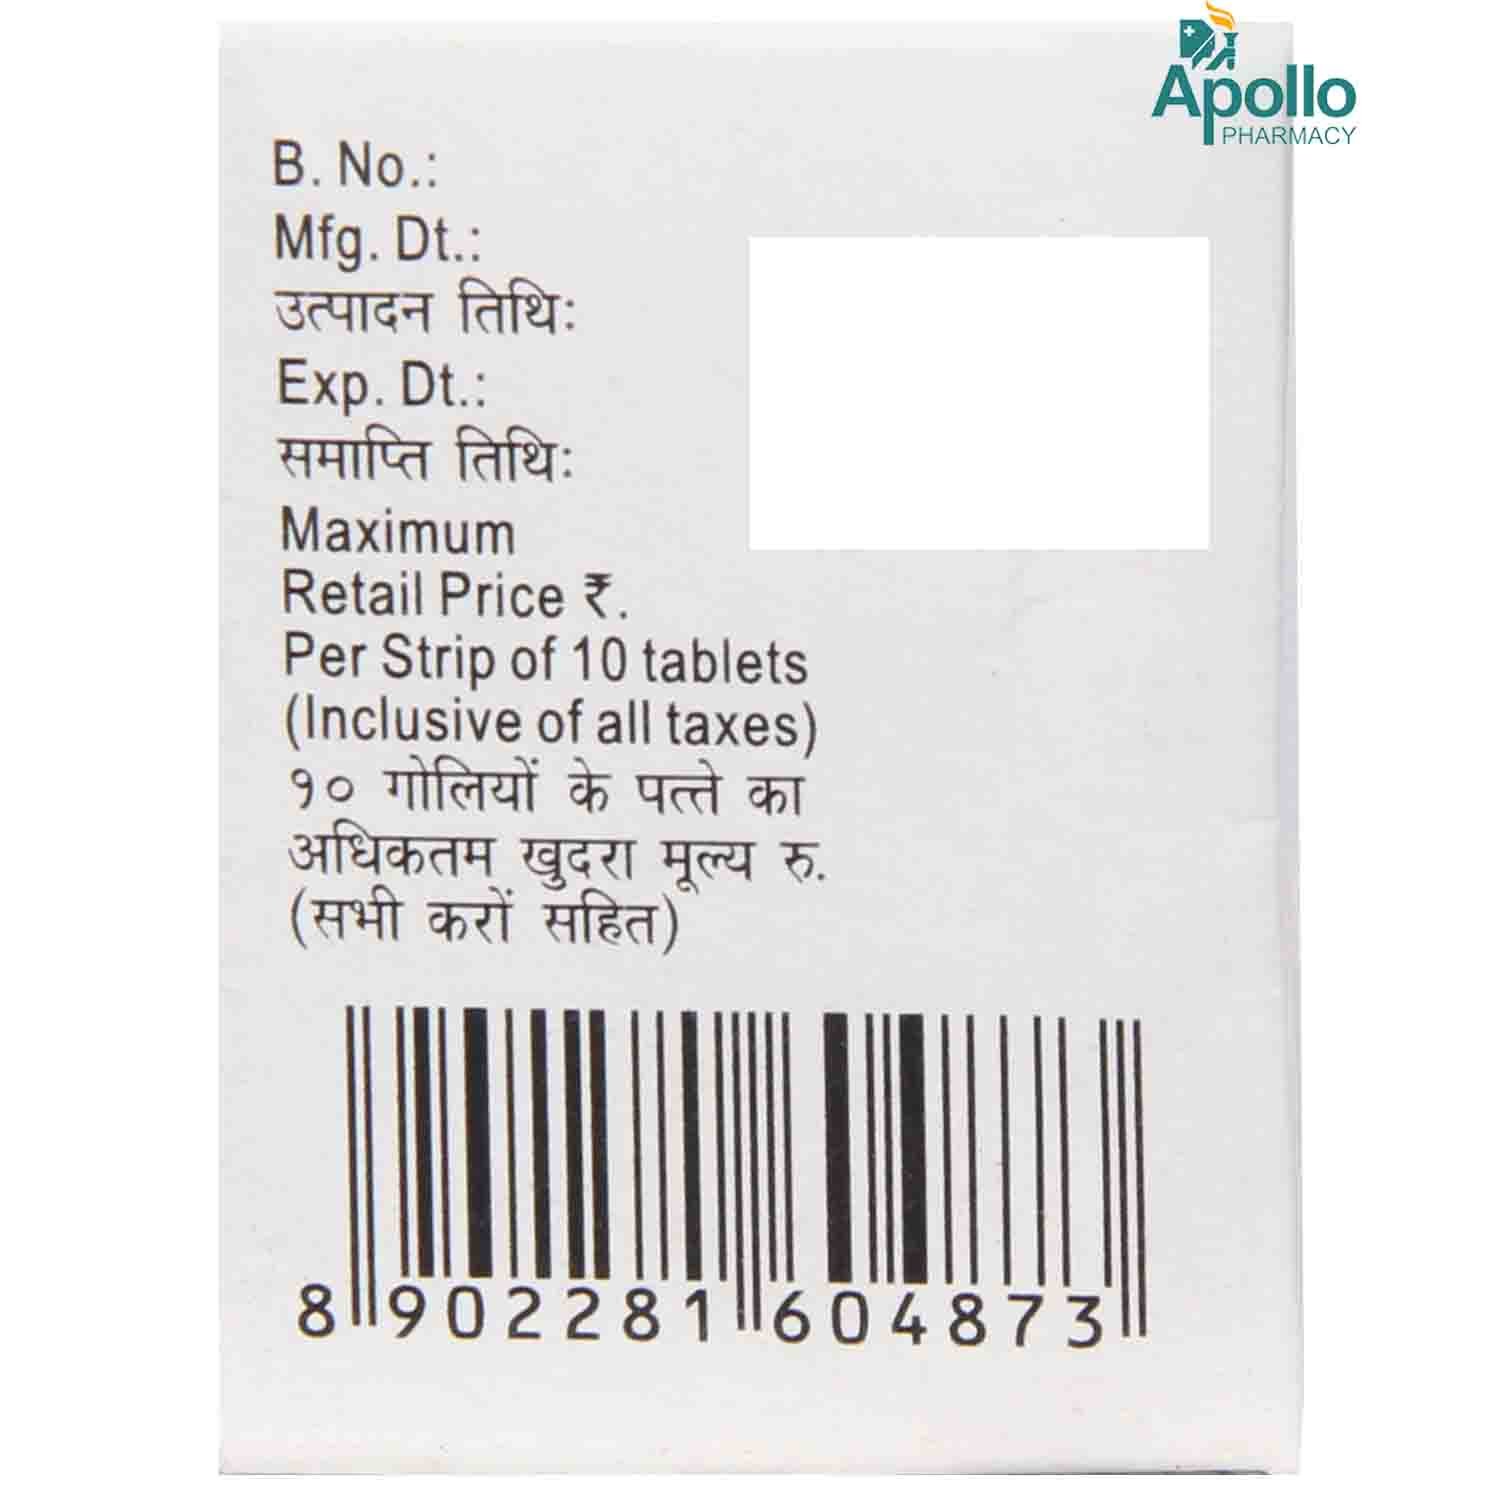 Apollo
PHARMACY
B. No.:
Mfg. Dt.:
उत्पादन तिथि:
Exp. Dt.:
समाप्ति तिथि:
Maximum
Retail Price ₹.
Per Strip of 10 tablets
(Inclusive of all taxes)
१० गोलियों के पत्ते का
अधिकतम खुदरा मूल्य रु.
(सभी करों सहित)
8 902281 604873